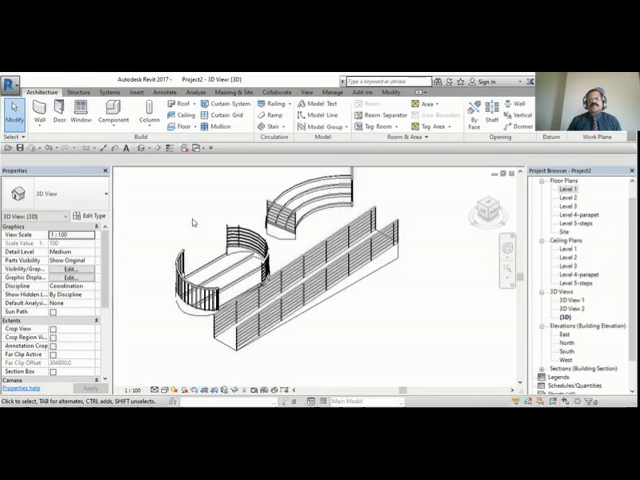 Autodesk Revit 2017 - Project2 - 3D View: {3D}
Type a keyword or phrase
Sign In
Architecture Structure Systems Insert Annotate Analyze Massing & Site Collaborate View Manage Add-Ins Modify
Modify Wall Door Window Component Column
Roof Ceiling Floor
Curtain System Curtain Grid Mullion
Railing Ramp Stair
Model Text Model Line Model Group
Room Room Separator Tag Room
Area Area Boundary Tag Area
By Face Shaft Wall Vertical Dormer
Select Build Circulation Model Room & Area Datum Work Plane
Properties
3D View
3D View: {3D}
Edit Type
Graphics
View Scale 1 : 100
Scale Value 1: 100
Detail Level Medium
Parts Visibility Show Original
Visibility/Grap... Edit...
Graphic Displa... Edit...
Discipline Coordination
Show Hidden L... By Discipline
Default Analysi... None
Sun Path
Extents
Crop View
Crop Region Vi...
Annotation Crop
Far Clip Active
Far Clip Offset 304800.0
Section Box
Camera
Properties help
Apply
Project Browser - Project2
Floor Plans
Level 1
Level 2
Level 3
Level 4-parapet
Level 5-steps
Site
Ceiling Plans
Level 1
Level 2
Level 3
Level 4-parapet
Level 5-steps
3D Views
3D View 1
3D View 2
{3D}
Elevations (Building Elevation)
East
North
South
West
Sections (Building Section)
Legends
Schedules/Quantities
1 : 100
Click to select, TAB for alternates, CTRL adds, SHIFT unselects.
:0
Main Model
:0